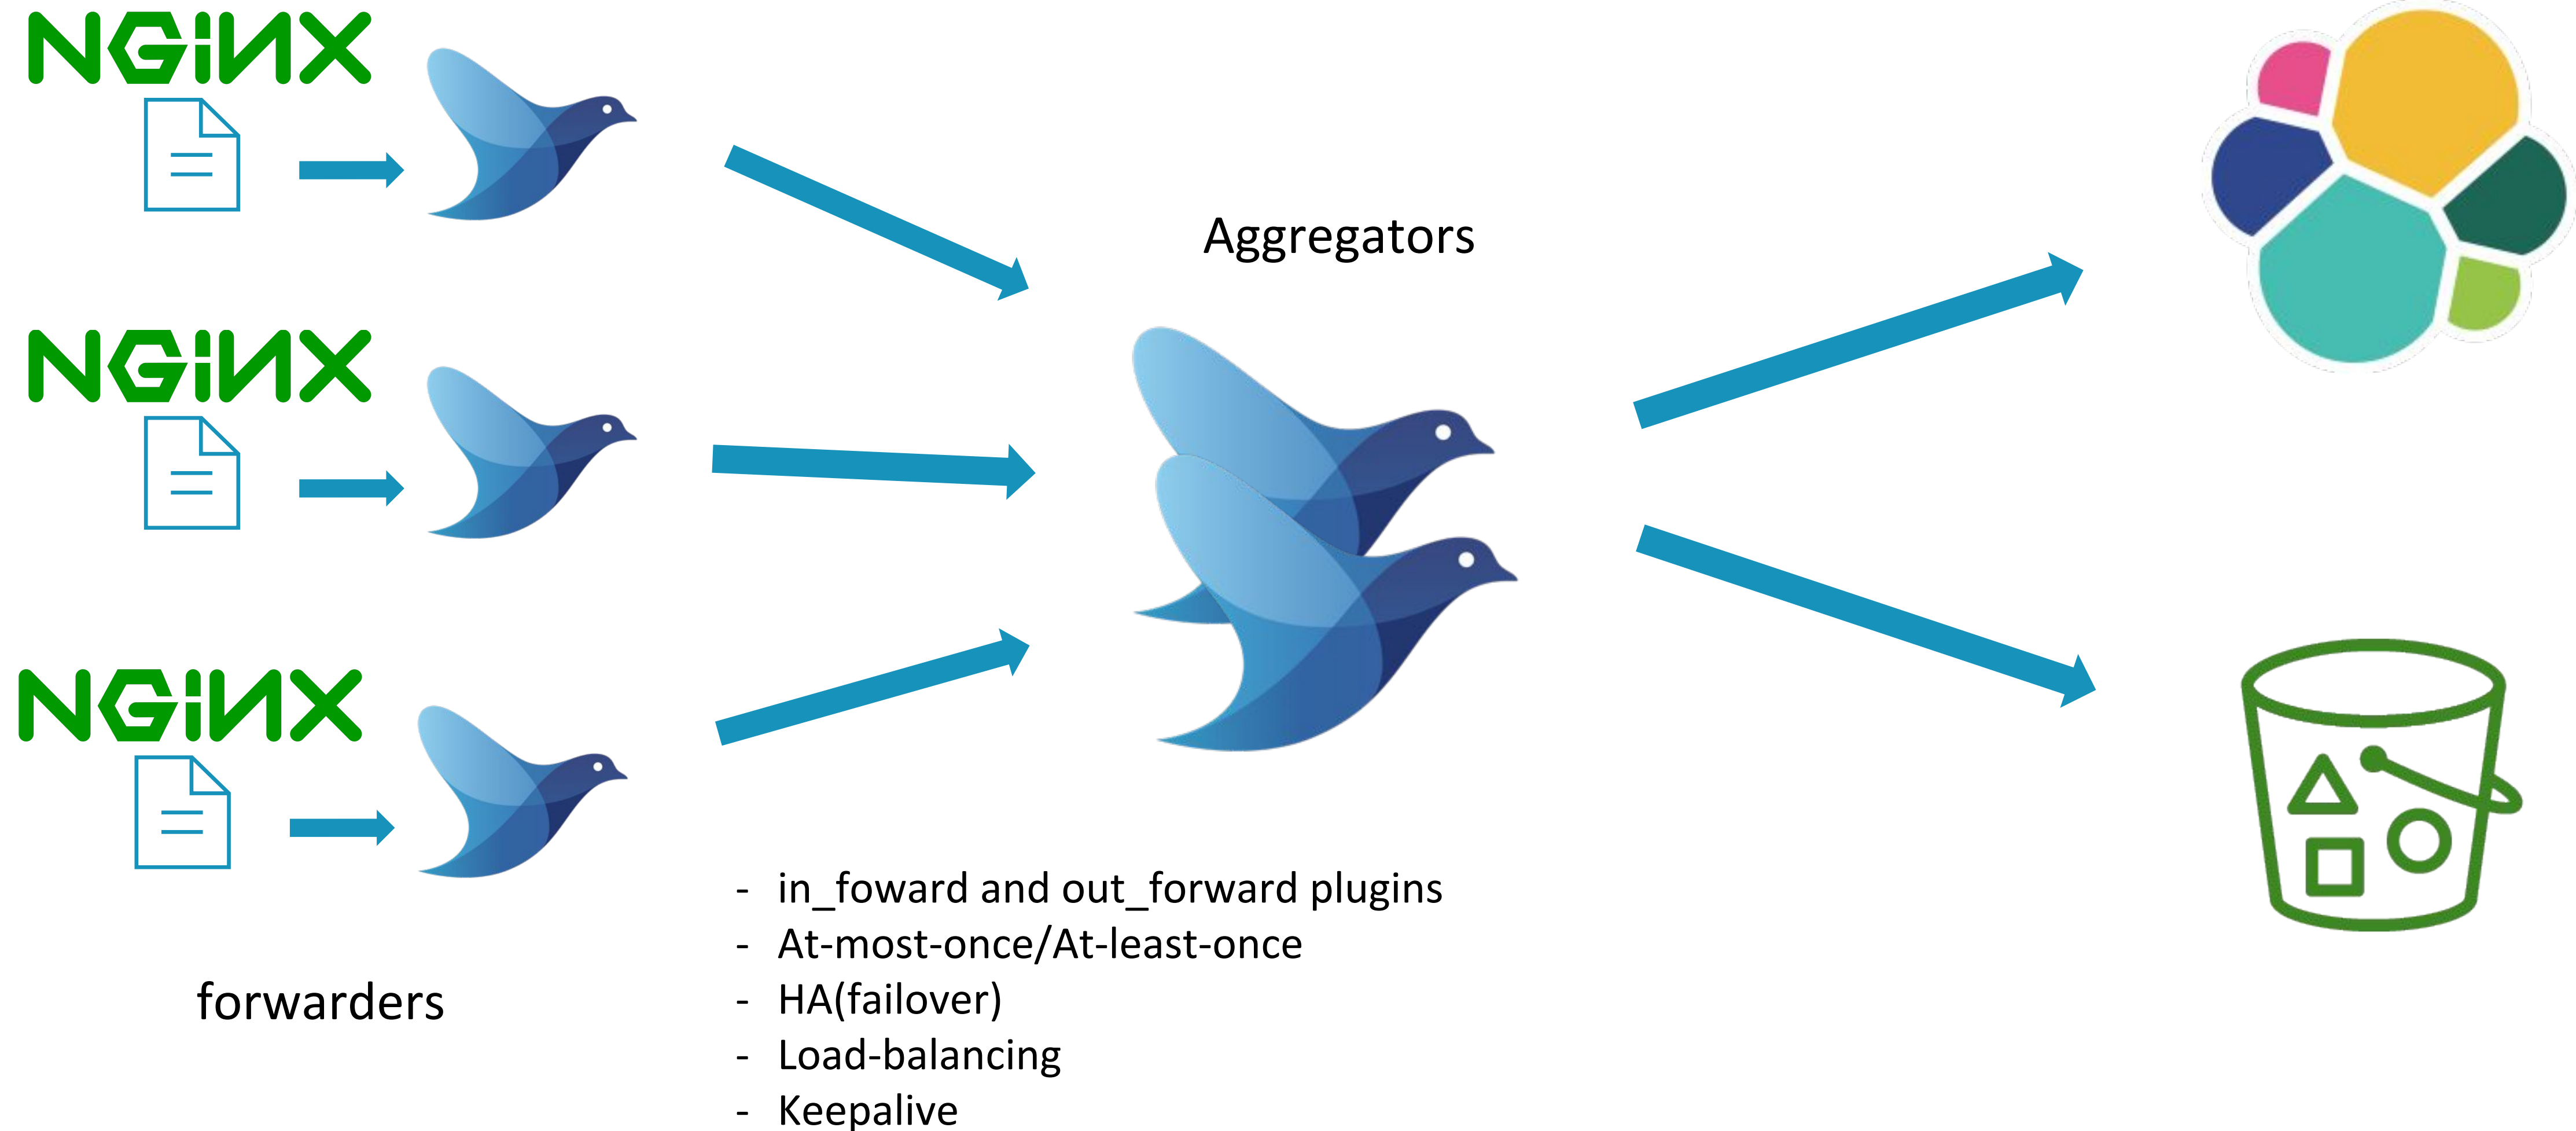 NGINX
NGINX
NGINX
forwarders
Aggregators
- in_foward and out_forward plugins
- At-most-once/At-least-once
- HA(failover)
- Load-balancing
- Keepalive